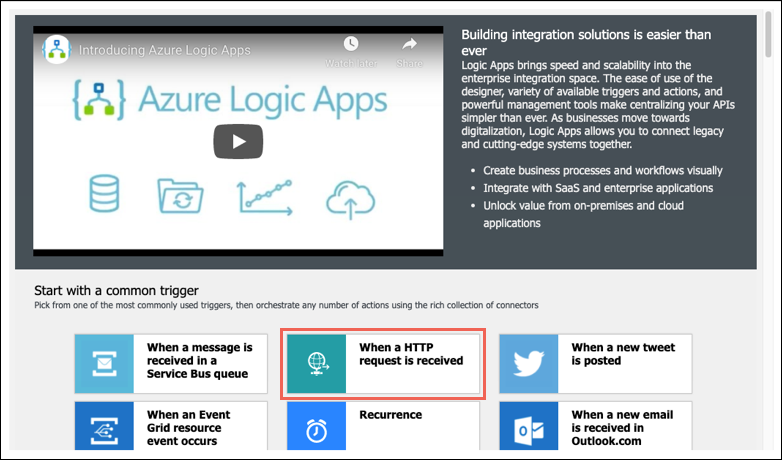 Introducing Azure Logic Apps
Watch later
Share
Azure Logic Apps
Building integration solutions is easier than
ever
Logic Apps brings speed and scalability into the
enterprise integration space. The ease of use of the
designer, variety of available triggers and actions, and
powerful management tools make centralizing your APIs
simpler than ever. As businesses move towards
digitalization, Logic Apps allows you to connect legacy
and cutting-edge systems together.
• Create business processes and workflows visually
• Integrate with SaaS and enterprise applications
• Unlock value from on-premises and cloud
applications
Start with a common trigger
Pick from one of the most commonly used triggers, then orchestrate any number of actions using the rich collection of connectors
When a message is
received in a
Service Bus queue
When a HTTP
request is received
When a new tweet
is posted
When an Event
Grid resource
event occurs
Recurrence
When a new email
is received in
Outlook.com